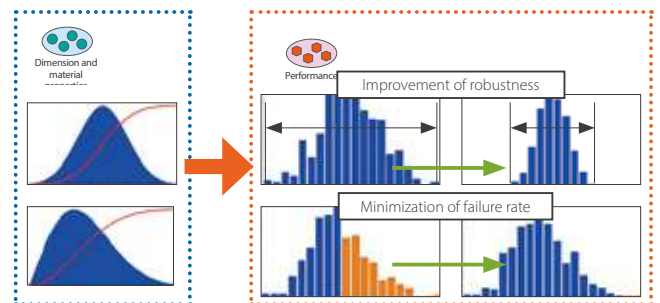 Dimension and
material
Performance
Improvement of robustness
Minimization of failure rate